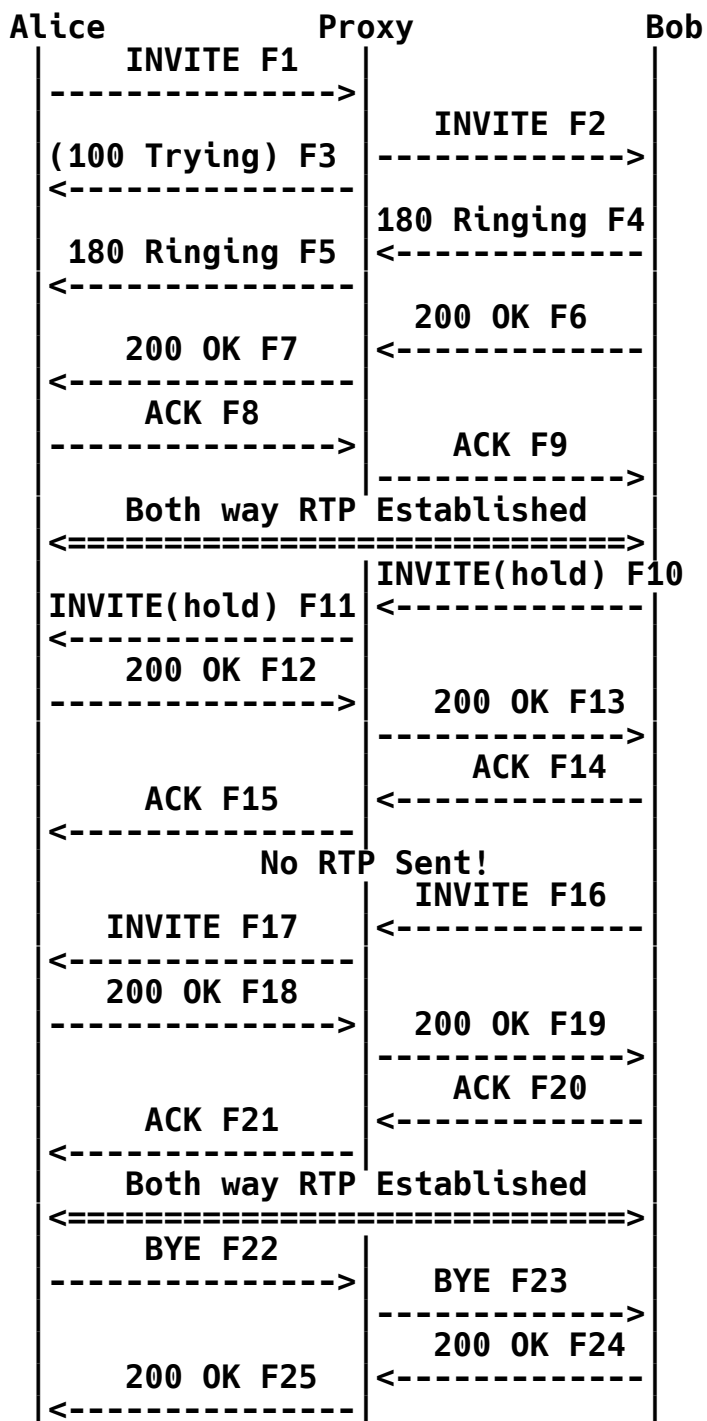 Alice Proxy Bob
INVITE F1
INVITE F2
(100 Trying) F3
180 Ringing F4
180 Ringing F5
200 OK F6
200 OK F7
ACK F8
ACK F9
Both way RTP Established
INVITE(hold) F10
INVITE(hold) F11
200 OK F12
200 OK F13
ACK F14
ACK F15
No RTP Sent!
INVITE F16
INVITE F17
200 OK F18
200 OK F19
ACK F20
ACK F21
Both way RTP Established
BYE F22
BYE F23
200 OK F24
200 OK F25